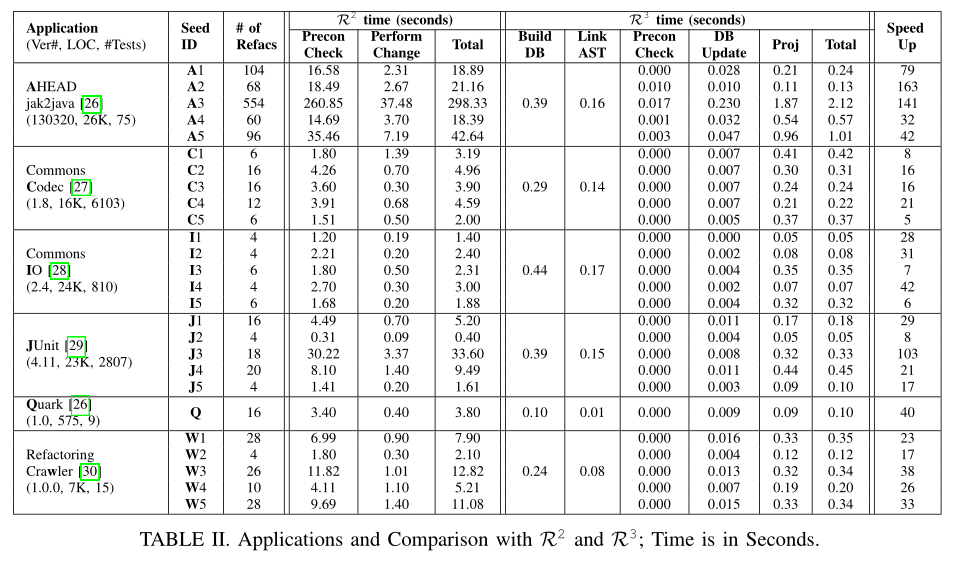 Application (Ver#, LOC, #Tests) | Seed ID | # of Refacs | R² time (seconds) | R³ time (seconds) | Speed Up
Precon Check | Perform Change | Total | Build DB | Link AST | Precon Check | DB Update | Proj | Total
AHEAD jak2java [26] (130320, 26K, 75)
A1 104 16.58 2.31 18.89 0.000 0.028 0.21 0.24 79
A2 68 18.49 2.67 21.16 0.010 0.010 0.11 0.13 163
A3 554 260.85 37.48 298.33 0.39 0.16 0.017 0.230 1.87 2.12 141
A4 60 14.69 3.70 18.39 0.001 0.032 0.54 0.57 32
A5 96 35.46 7.19 42.64 0.003 0.047 0.96 1.01 42
Commons Codec [27] (1.8, 16K, 6103)
C1 6 1.80 1.39 3.19 0.000 0.007 0.41 0.42 8
C2 16 4.26 0.70 4.96 0.000 0.007 0.30 0.31 16
C3 16 3.60 0.30 3.90 0.29 0.14 0.000 0.007 0.24 0.24 16
C4 12 3.91 0.68 4.59 0.000 0.007 0.21 0.22 21
C5 6 1.51 0.50 2.00 0.000 0.005 0.37 0.37 5
Commons IO [28] (2.4, 24K, 810)
I1 4 1.20 0.19 1.40 0.000 0.000 0.05 0.05 28
I2 4 2.21 0.20 2.40 0.000 0.002 0.08 0.08 31
I3 6 1.80 0.50 2.31 0.44 0.17 0.000 0.004 0.35 0.35 7
I4 4 2.70 0.30 3.00 0.000 0.002 0.07 0.07 42
I5 6 1.68 0.20 1.88 0.000 0.004 0.32 0.32 6
JUnit [29] (4.11, 23K, 2807)
J1 16 4.49 0.70 5.20 0.000 0.011 0.17 0.18 29
J2 4 0.31 0.09 0.40 0.000 0.004 0.05 0.05 8
J3 18 30.22 3.37 33.60 0.39 0.15 0.000 0.008 0.32 0.33 103
J4 20 8.10 1.40 9.49 0.000 0.011 0.44 0.45 21
J5 4 1.41 0.20 1.61 0.000 0.003 0.09 0.10 17
Quark [26] (1.0, 575, 9)
Q 16 3.40 0.40 3.80 0.10 0.01 0.000 0.009 0.09 0.10 40
Refactoring Crawler [30] (1.0.0, 7K, 15)
W1 28 6.99 0.90 7.90 0.000 0.016 0.33 0.35 23
W2 4 1.80 0.30 2.10 0.000 0.004 0.12 0.12 17
W3 26 11.82 1.01 12.82 0.24 0.08 0.000 0.013 0.32 0.34 38
W4 10 4.11 1.10 5.21 0.000 0.007 0.19 0.20 26
W5 28 9.69 1.40 11.08 0.000 0.015 0.33 0.34 33
TABLE II. Applications and Comparison with R² and R³; Time is in Seconds.